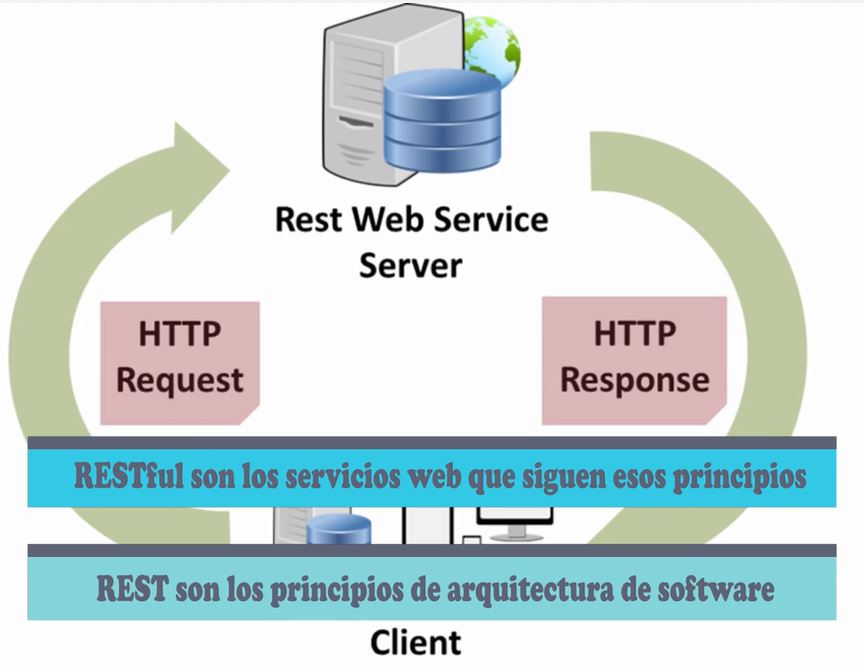 Rest Web Service
Server
HTTP
Request
HTTP
Response
RESTful son los servicios web que siguen esos principios
REST son los principios de arquitectura de software
Client